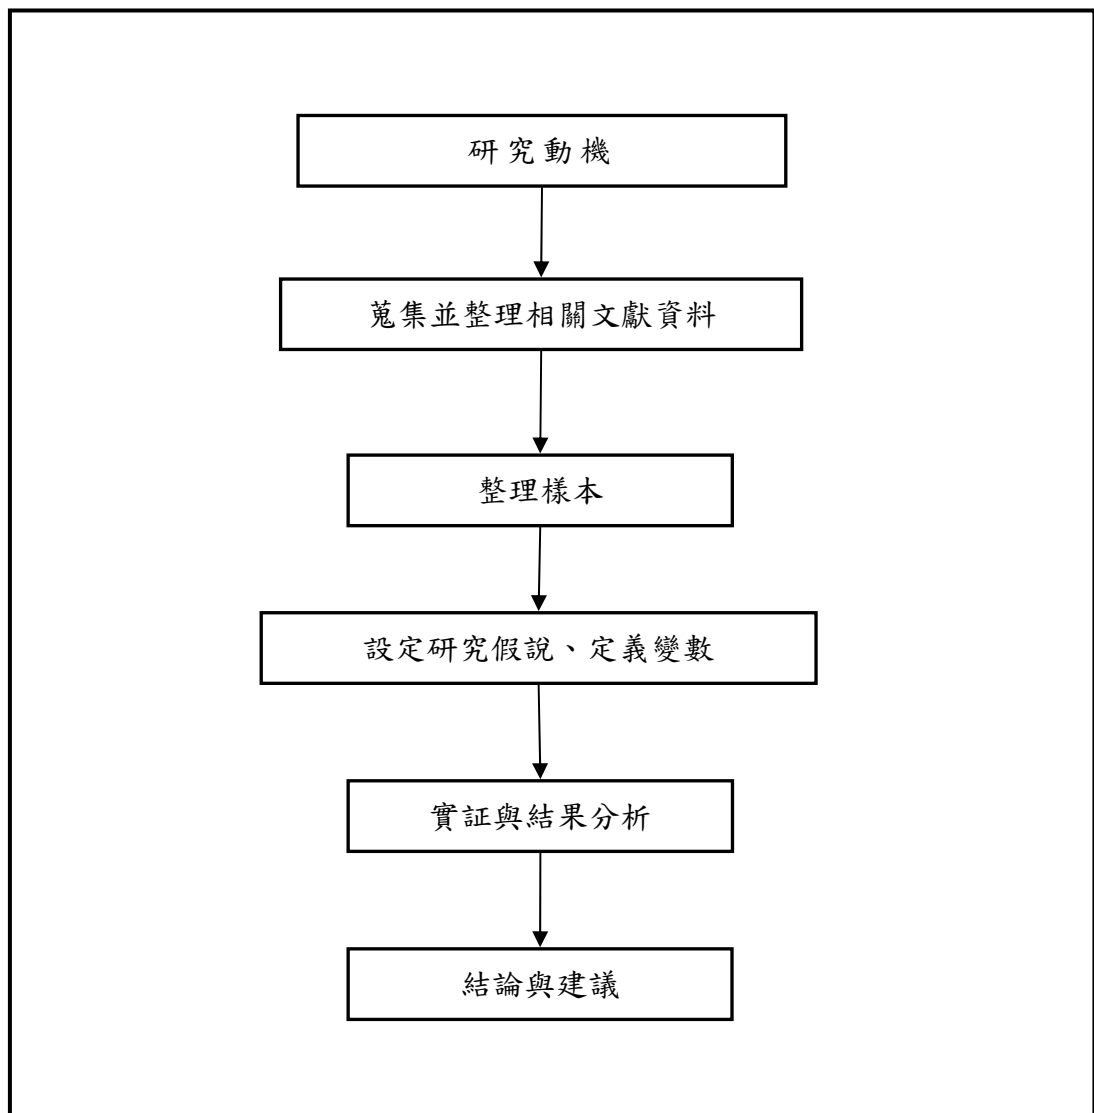 研究動機
蒐集並整理相關文獻資料
整理樣本
設定研究假說、定義變數
實証與結果分析
結論與建議